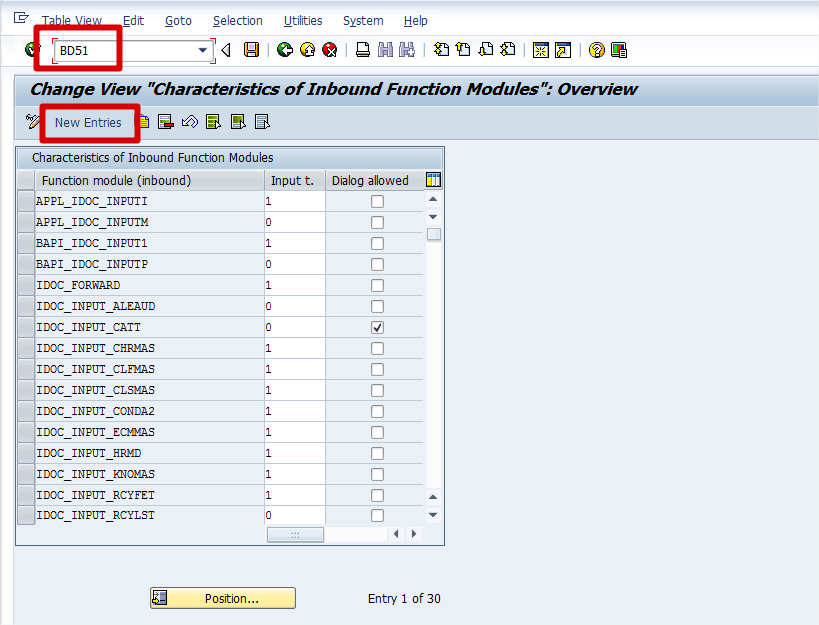 Table View Edit Goto Selection Utilities System Help
BD51
Change View "Characteristics of Inbound Function Modules": Overview
New Entries
Characteristics of Inbound Function Modules
Function module (inbound) Input t. Dialog allowed
APPL_IDOC_INPUTI 1
APPL_IDOC_INPUTM 0
BAPI_IDOC_INPUT1 1
BAPI_IDOC_INPUTP 0
IDOC_FORWARD 1
IDOC_INPUT_ALEAUD 0
IDOC_INPUT_CATT 0
IDOC_INPUT_CHRMAS 1
IDOC_INPUT_CLFMAS 1
IDOC_INPUT_CLSMAS 1
IDOC_INPUT_CONDA2 1
IDOC_INPUT_ECMMAS 1
IDOC_INPUT_HRMD 1
IDOC_INPUT_KNOMAS 1
IDOC_INPUT_RCYFET 1
IDOC_INPUT_RCYLST 0
Position... Entry 1 of 30